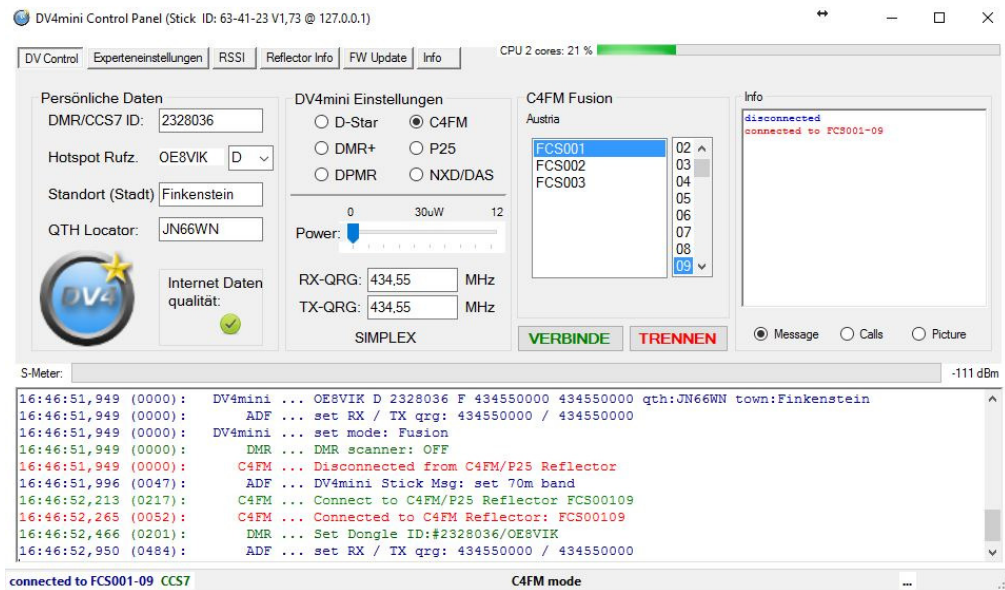 DV4mini Control Panel (Stick ID: 63-41-23 V1,73 @ 127.0.0.1)
DV Control Experteneinstellungen RSSI Reflector Info FW Update Info CPU 2 cores: 21 %
Persönliche Daten
DMR/CCS7 ID: 2328036
Hotspot Rufz. OE8VIK D
Standort (Stadt) Finkenstein
QTH Locator: JN66WN
DV4
Internet Daten
qualität:
DV4mini Einstellungen
D-Star C4FM
DMR+ P25
DPMR NXD/DAS
0 30uW 12
Power:
RX-QRG: 434,55 MHz
TX-QRG: 434,55 MHz
SIMPLEX
C4FM Fusion
Austria
FCS001
FCS002
FCS003
02
03
04
05
06
07
08
09
VERBINDE TRENNEN
Info
disconnected
connected to FCS001-09
Message Calls Picture
S-Meter: -111 dBm
16:46:51,949 (0000): DV4mini ... OE8VIK D 2328036 F 434550000 434550000 qth:JN66WN town:Finkenstein
16:46:51,949 (0000): ADF ... set RX / TX qrg: 434550000 / 434550000
16:46:51,949 (0000): DV4mini ... set mode: Fusion
16:46:51,949 (0000): DMR ... DMR scanner: OFF
16:46:51,949 (0000): C4FM ... Disconnected from C4FM/P25 Reflector
16:46:51,996 (0047): ADF ... DV4mini Stick Msg: set 70m band
16:46:52,213 (0217): C4FM ... Connect to C4FM/P25 Reflector FCS00109
16:46:52,265 (0052): C4FM ... Connected to C4FM Reflector: FCS00109
16:46:52,466 (0201): DMR ... Set Dongle ID:#2328036/OE8VIK
16:46:52,950 (0484): ADF ... set RX / TX qrg: 434550000 / 434550000
connected to FCS001-09 CCS7 C4FM mode ...